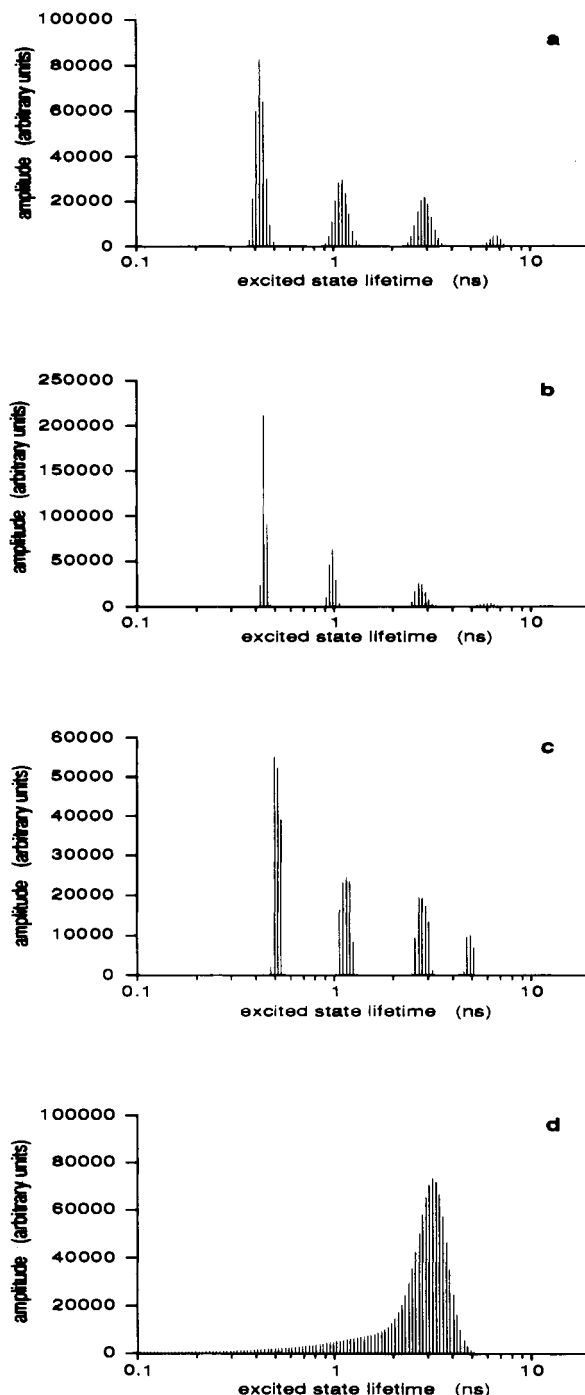 a
100000
80000
60000
40000
20000
0
amplitude (arbitrary units)
0.1 1 10
excited state lifetime (ns)
b
250000
200000
150000
100000
50000
0
amplitude (arbitrary units)
0.1 1 10
excited state lifetime (ns)
c
60000
50000
40000
30000
20000
10000
0
amplitude (arbitrary units)
0.1 1 10
excited state lifetime (ns)
d
100000
80000
60000
40000
20000
0
amplitude (arbitrary units)
0.1 1 10
excited state lifetime (ns)